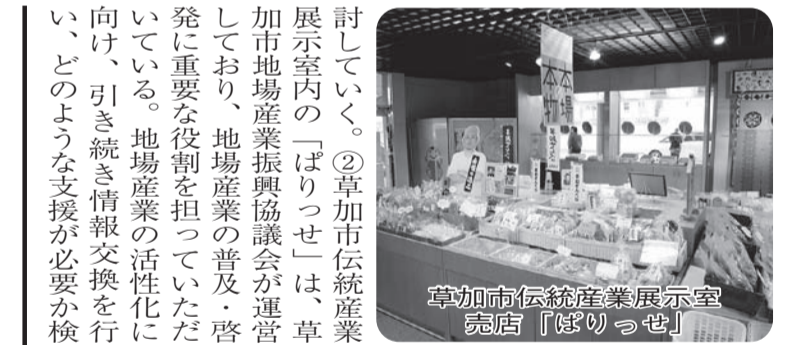 討していく。②草加市伝統産業
展示室内の「ぱりっせ」は、草
加市地場産業振興協議会が運営
しており、地場産業の普及・啓
発に重要な役割を担っていただ
いている。地場産業の活性化に
向け、引き続き情報交換を行
い、どのような支援が必要か検
本場
本物
草加市伝統産業展示室
売店「ぱりっせ」